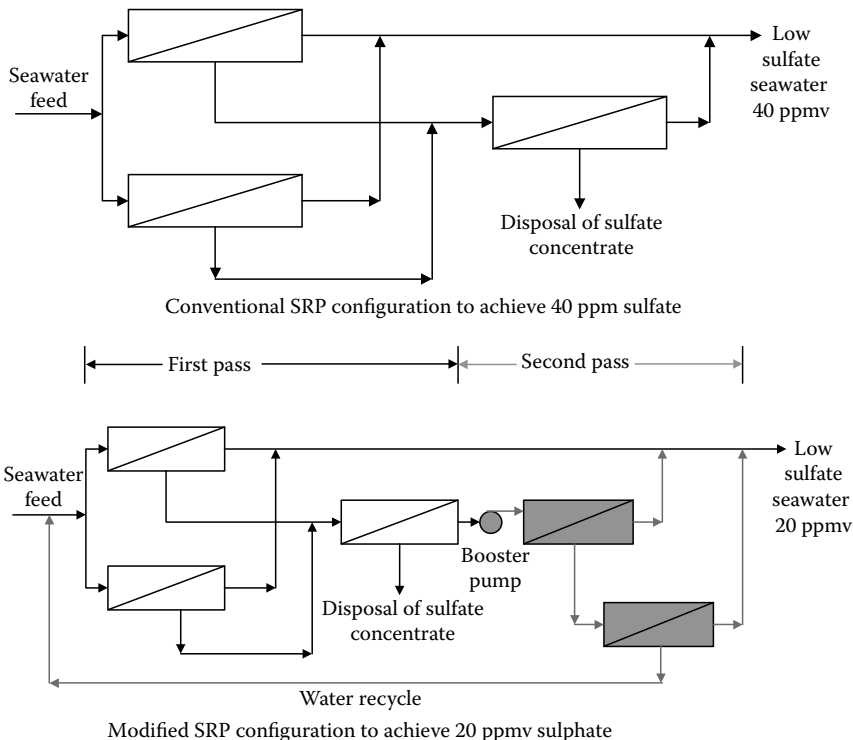 Seawater
feed
Low
sulfate
seawater
40 ppmv
Disposal of sulfate
concentrate
Conventional SRP configuration to achieve 40 ppm sulfate
First pass
Second pass
Seawater
feed
Low
sulfate
seawater
20 ppmv
Booster
pump
Disposal of sulfate
concentrate
Water recycle
Modified SRP configuration to achieve 20 ppmv sulphate